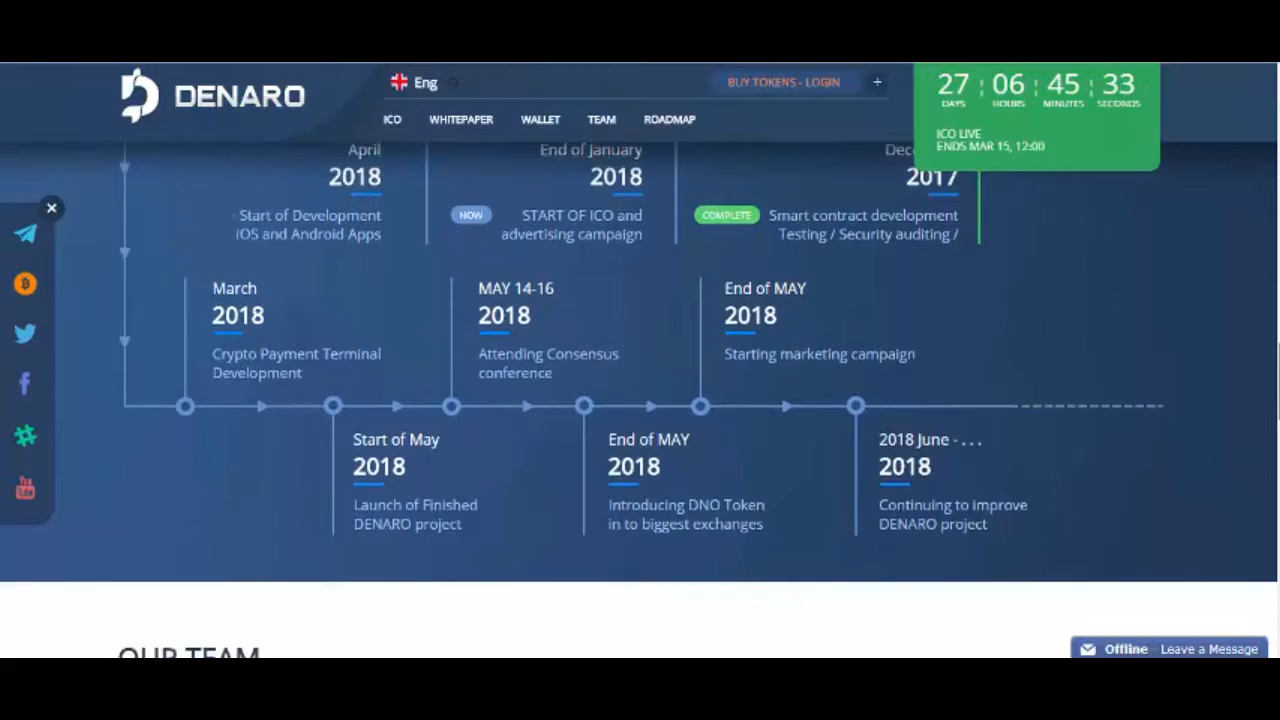 DENARO
Eng
BUY TOKENS - LOGIN
+
27 : 06 : 45 : 33
DAYS HOURS MINUTES SECONDS
ICO LIVE
ENDS MAR 15, 12:00
ICO
WHITEPAPER
WALLET
TEAM
ROADMAP
April
2018
Start of Development
iOS and Android Apps
End of January
2018
NOW
START OF ICO and
advertising campaign
2017
COMPLETE
Smart contract development
Testing / Security auditing /
March
2018
Crypto Payment Terminal
Development
MAY 14-16
2018
Attending Consensus
conference
End of MAY
2018
Starting marketing campaign
Start of May
2018
Launch of Finished
DENARO project
End of MAY
2018
Introducing DNO Token
in to biggest exchanges
2018 June - . . .
2018
Continuing to improve
DENARO project
You
Tube
OUR TEAM
Offline - Leave a Message